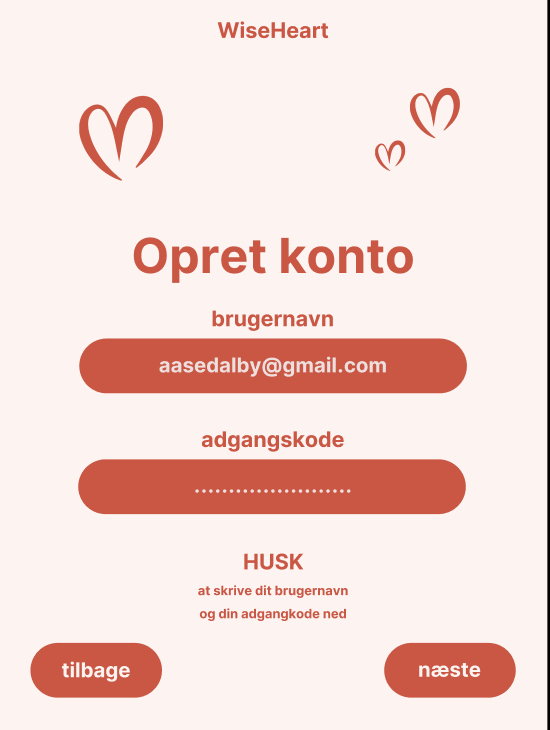 WiseHeart
Opret konto
brugernavn
aasedalby@gmail.com
adgangskode
.......................
HUSK
at skrive dit brugernavn
og din adgangkode ned
tilbage
næste